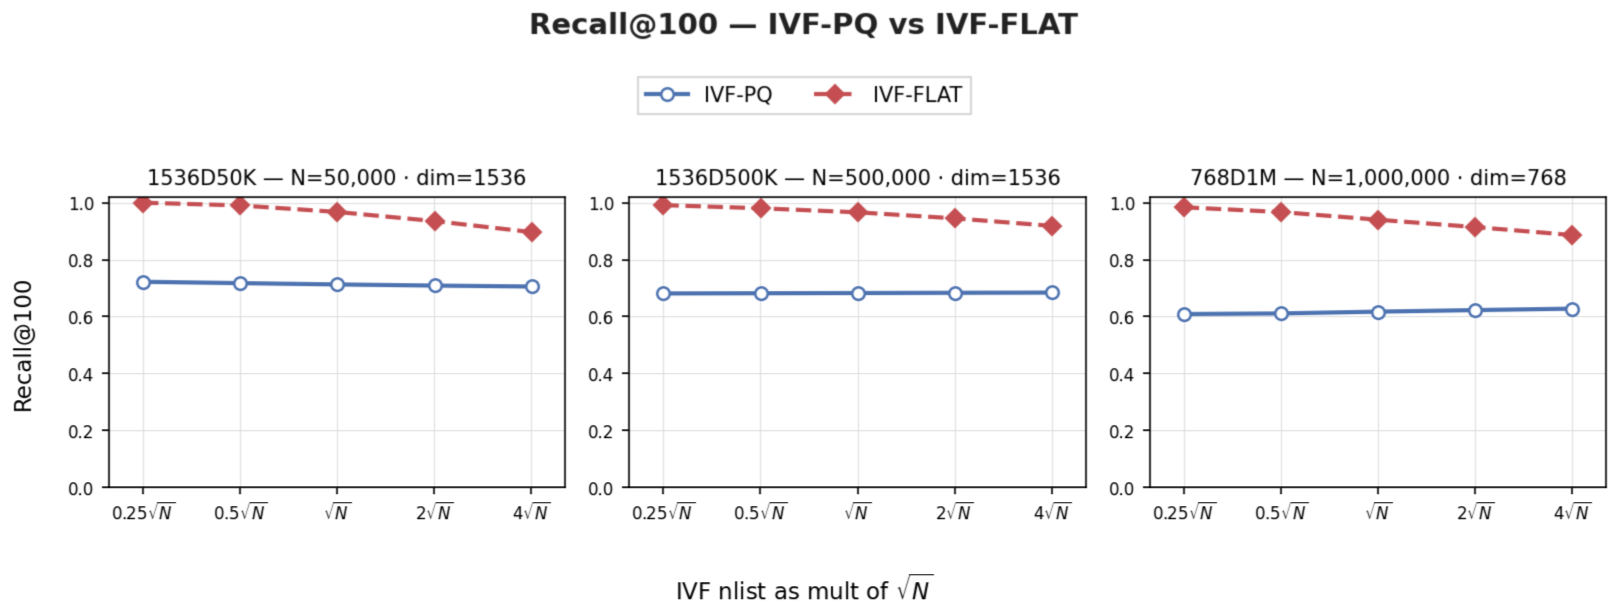 Recall@100 — IVF-PQ vs IVF-FLAT
IVF-PQ IVF-FLAT
1536D50K — N=50,000 · dim=1536
1.0
0.8
0.6
0.4
0.2
0.0
0.25√N 0.5√N √N 2√N 4√N
1536D500K — N=500,000 · dim=1536
1.0
0.8
0.6
0.4
0.2
0.0
0.25√N 0.5√N √N 2√N 4√N
768D1M — N=1,000,000 · dim=768
1.0
0.8
0.6
0.4
0.2
0.0
0.25√N 0.5√N √N 2√N 4√N
Recall@100
IVF nlist as mult of √N